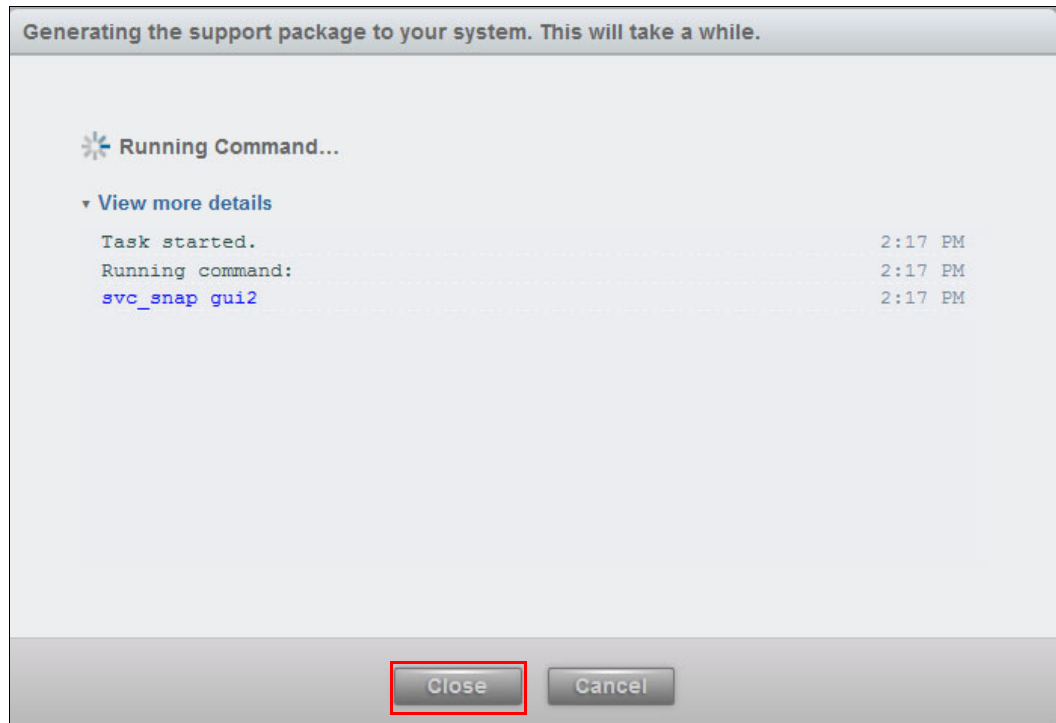 Generating the support package to your system. This will take a while.
Running Command...
View more details
Task started. 2:17 PM
Running command: 2:17 PM
svc_snap gui2 2:17 PM
Close Cancel